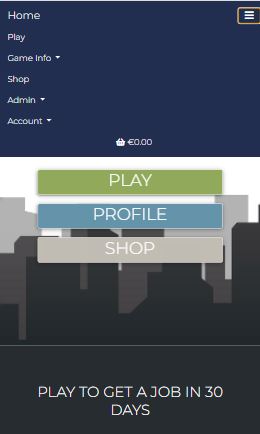 Home
Play
Game Info
Shop
Admin
Account
€0.00
PLAY
PROFILE
SHOP
PLAY TO GET A JOB IN 30
DAYS